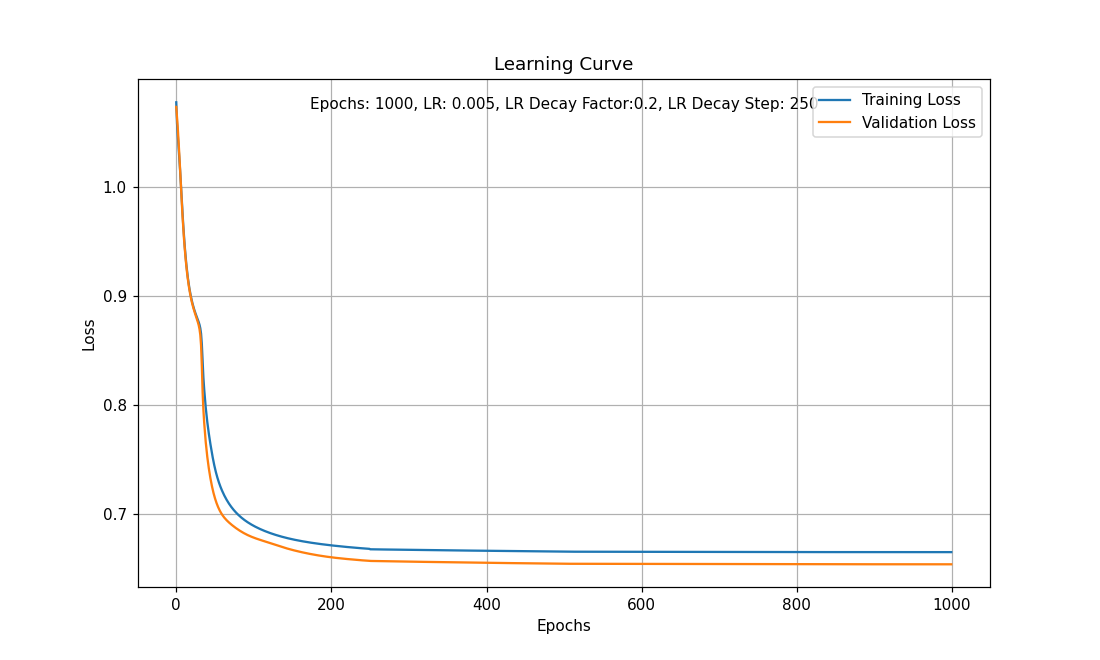 Learning Curve
Epochs: 1000, LR: 0.005, LR Decay Factor:0.2, LR Decay Step: 250
Training Loss
Validation Loss
1.0
0.9
0.8
0.7
Loss
0
200
400
600
800
1000
Epochs